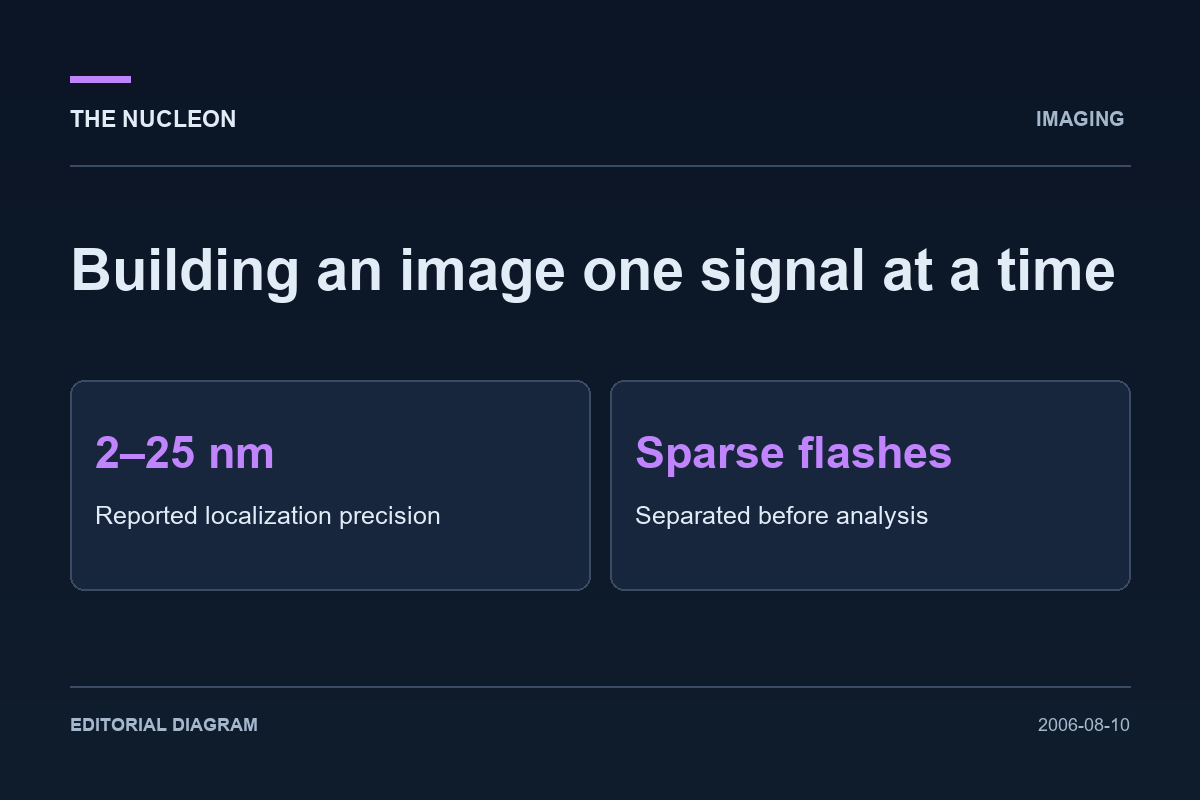 THE NUCLEON
IMAGING
Building an image one signal at a time
2–25 nm
Reported localization precision
Sparse flashes
Separated before analysis
EDITORIAL DIAGRAM
2006-08-10